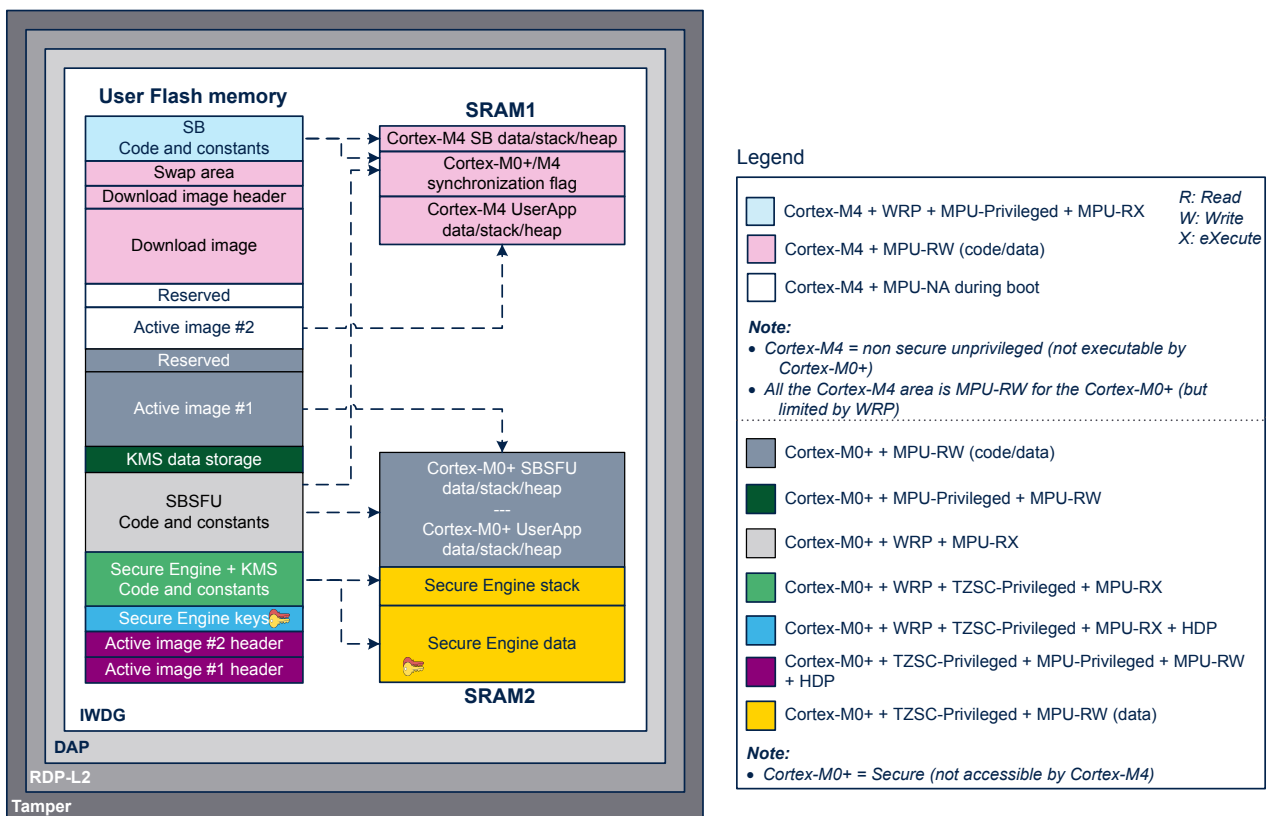 User Flash memory
SB
Code and constants
Swap area
Download image header
Download image
Reserved
Active image #2
Reserved
Active image #1
KMS data storage
SBSFU
Code and constants
Secure Engine + KMS
Code and constants
Secure Engine keys
Active image #2 header
Active image #1 header
SRAM1
Cortex-M4 SB data/stack/heap
Cortex-M0+/M4
synchronization flag
Cortex-M4 UserApp
data/stack/heap
Cortex-M0+ SBSFU
data/stack/heap
---
Cortex-M0+ UserApp
data/stack/heap
Secure Engine stack
Secure Engine data
SRAM2
IWDG
DAP
RDP-L2
Tamper
Legend
Cortex-M4 + WRP + MPU-Privileged + MPU-RX
R: Read
W: Write
X: eXecute
Cortex-M4 + MPU-RW (code/data)
Cortex-M4 + MPU-NA during boot
Note:
• Cortex-M4 = non secure unprivileged (not executable by
Cortex-M0+)
• All the Cortex-M4 area is MPU-RW for the Cortex-M0+ (but
limited by WRP)
Cortex-M0+ + MPU-RW (code/data)
Cortex-M0+ + MPU-Privileged + MPU-RW
Cortex-M0+ + WRP + MPU-RX
Cortex-M0+ + WRP + TZSC-Privileged + MPU-RX
Cortex-M0+ + WRP + TZSC-Privileged + MPU-RX + HDP
Cortex-M0+ + TZSC-Privileged + MPU-Privileged + MPU-RW
+ HDP
Cortex-M0+ + TZSC-Privileged + MPU-RW (data)
Note:
• Cortex-M0+ = Secure (not accessible by Cortex-M4)